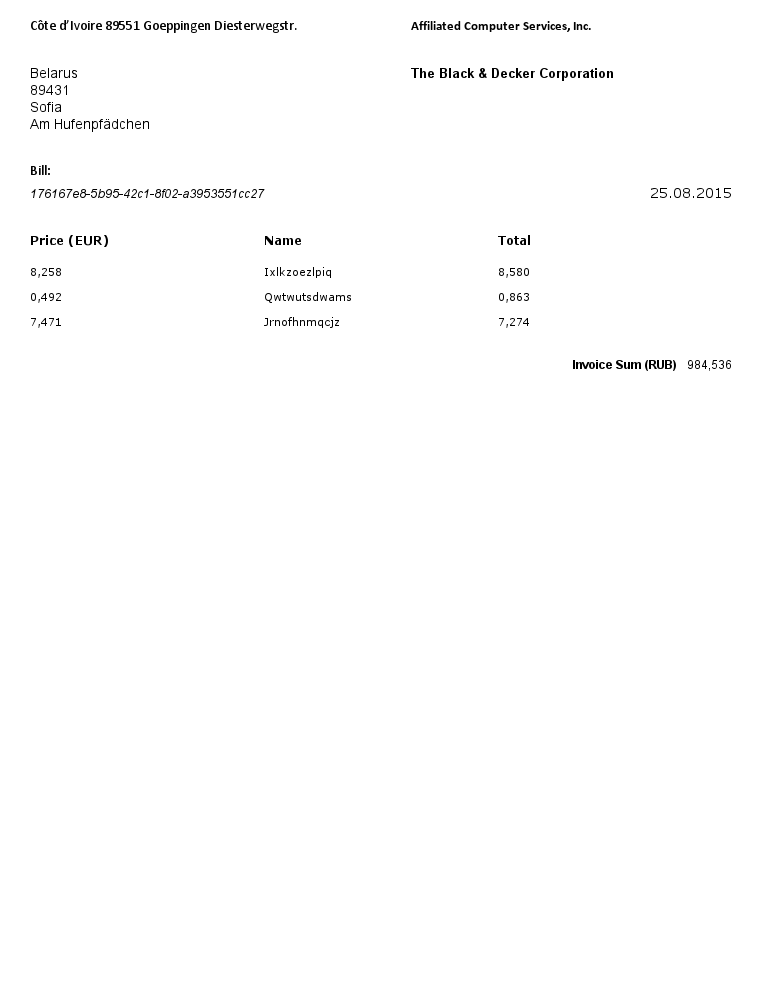 Côte d'Ivoire 89551 Goeppingen Diesterwegstr.
Affiliated Computer Services, Inc.
Belarus
89431
Sofia
Am Hufenpfädchen
The Black & Decker Corporation
Bill:
176167e8-5b95-42c1-8f02-a3953551cc27
25.08.2015
Price (EUR) Name Total
8,258 Ixlkzoezlpiq 8,580
0,492 Qwtwutsdwams 0,863
7,471 Jrnofhnmqcjz 7,274
Invoice Sum (RUB) 984,536